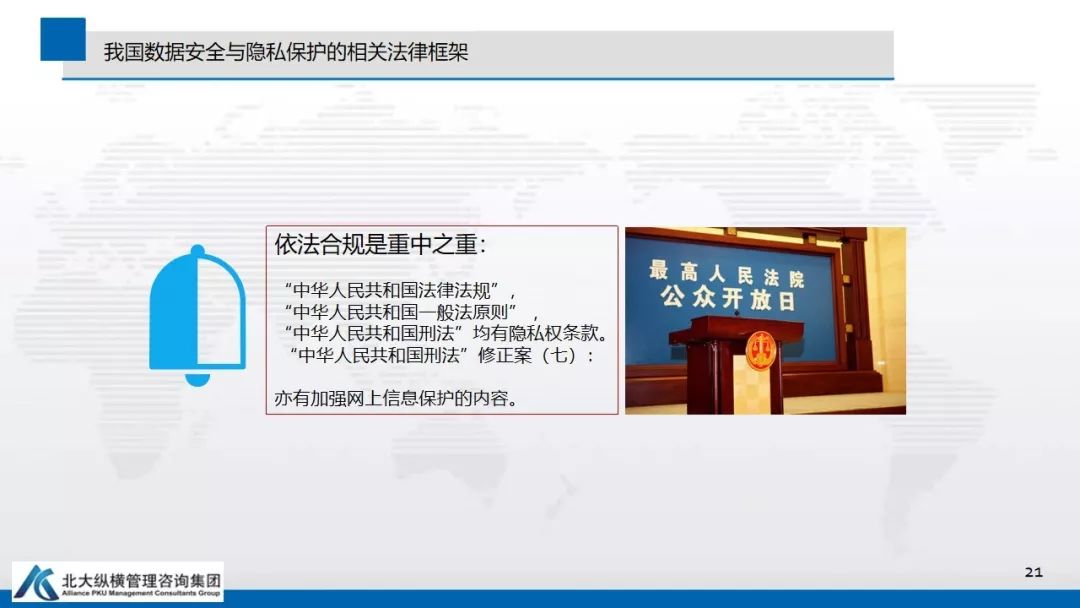 我国数据安全与隐私保护的相关法律框架
依法合规是重中之重：
“中华人民共和国法律法规”，
“中华人民共和国一般法原则”，
“中华人民共和国刑法”均有隐私权条款。
“中华人民共和国刑法”修正案（七）：
亦有加强网上信息保护的内容。
最高人民法院
公众开放日
北大纵横管理咨询集团
Alliance PKU Management Consultants Group
21